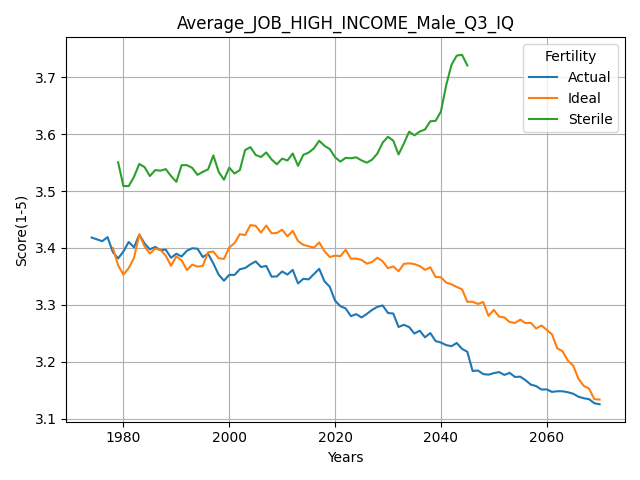 Average_JOB_HIGH_INCOME_Male_Q3_IQ
Fertility
Actual
Ideal
Sterile
Score(1-5)
3.7
3.6
3.5
3.4
3.3
3.2
3.1
1980 2000 2020 2040 2060
Years